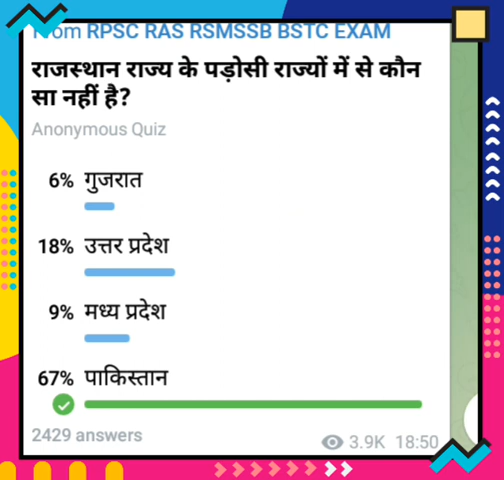 From RPSC RAS RSMSSB BSTC EXAM
राजस्थान राज्य के पड़ोसी राज्यों में से कौन
सा नहीं है?
Anonymous Quiz
6% गुजरात
18% उत्तर प्रदेश
9% मध्य प्रदेश
67% पाकिस्तान
2429 answers
3.9K 18:50